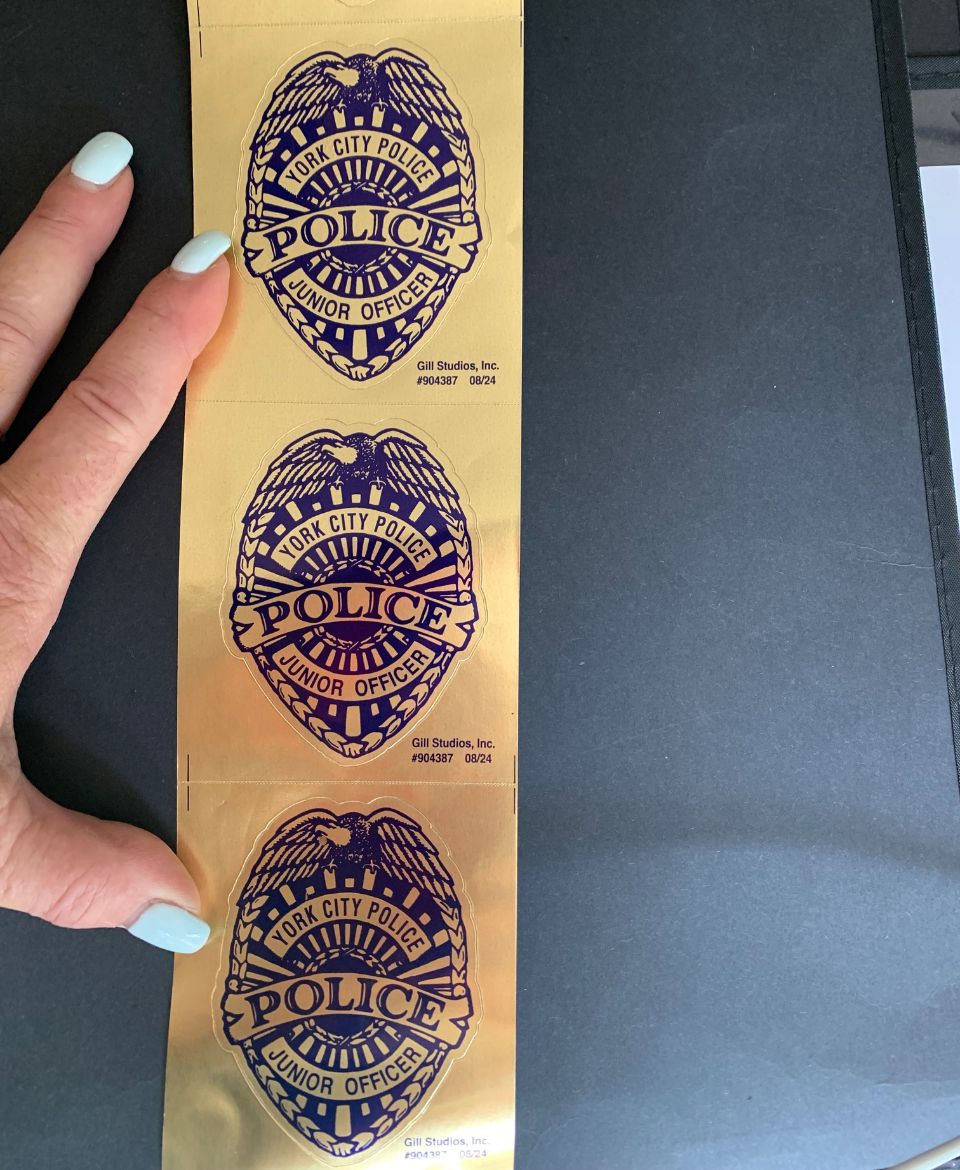 YORK CITY POLICE
POLICE
JUNIOR OFFICER
Gill Studios, Inc.
#904387 08/24
YORK CITY POLICE
POLICE
JUNIOR OFFICER
Gill Studios, Inc.
#904387 08/24
YORK CITY POLICE
POLICE
JUNIOR OFFICER
Gill Studios, Inc.
#904387 08/24